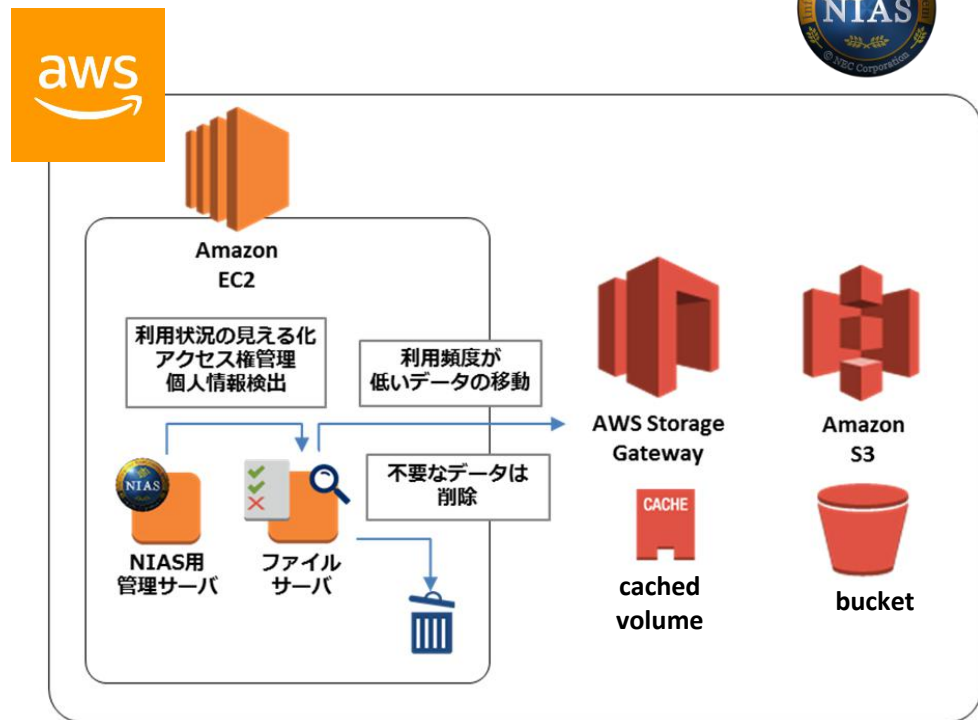 NIAS
© NEC Corporation
aws
Amazon
EC2
利用状況の見える化
アクセス権管理
個人情報検出
利用頻度が
低いデータの移動
AWS Storage
Gateway
Amazon
S3
不要なデータは
削除
NIAS
CACHE
NIAS用
管理サーバ
ファイル
サーバ
cached
volume
bucket